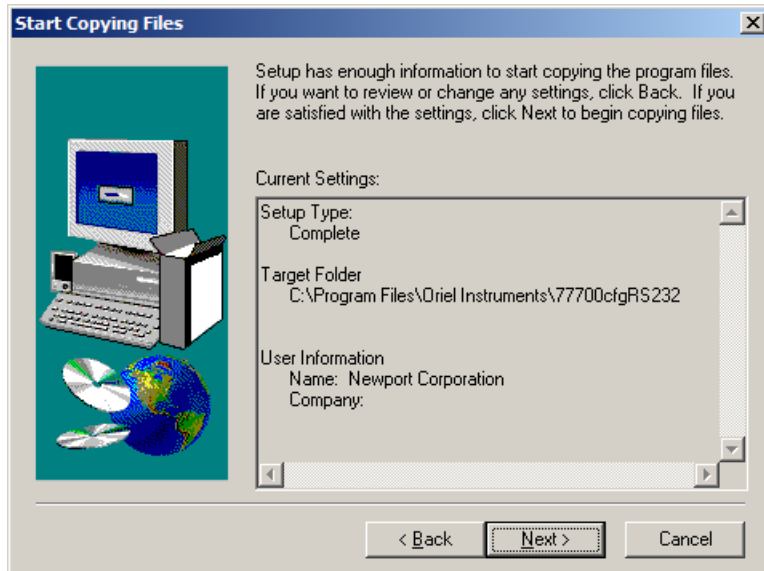 Start Copying Files
Setup has enough information to start copying the program files.
If you want to review or change any settings, click Back. If you
are satisfied with the settings, click Next to begin copying files.
Current Settings:
Setup Type:
Complete
Target Folder
C:\Program Files\Oriel Instruments\77700cfgRS232
User Information
Name: Newport Corporation
Company:
< Back
Next >
Cancel